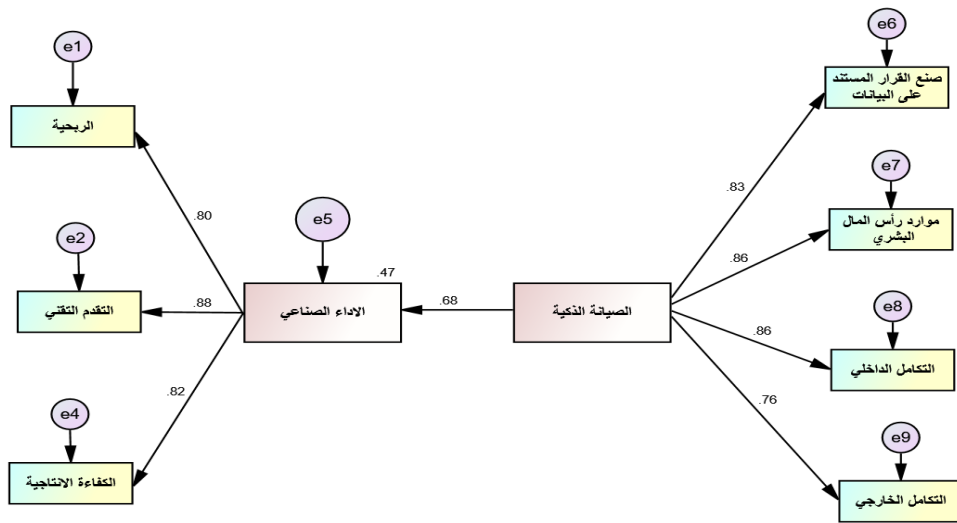 e1
الربحية
.80
e2
التقدم التقني
.88
e4
الكفاءة الانتاجية
.82
e5
.47
الاداء الصناعي
.68
الصيانة الذكية
e6
صنع القرار المستند
على البيانات
.83
e7
موارد رأس المال
البشري
.86
e8
التكامل الداخلي
.86
e9
التكامل الخارجي
.76